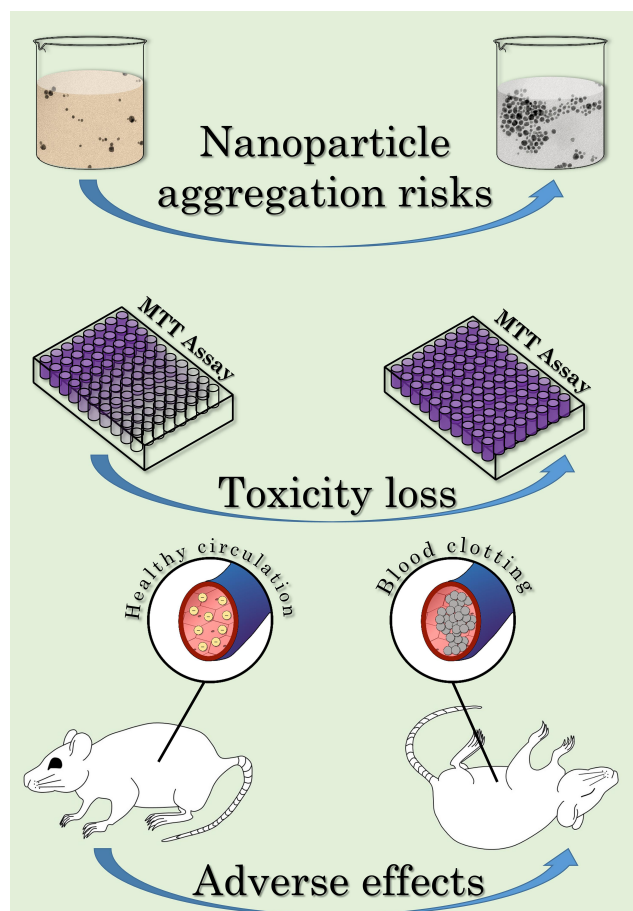 Nanoparticle
aggregation risks
MTT Assay
MTT Assay
Toxicity loss
Healthy circulation
Blood clotting
Adverse effects